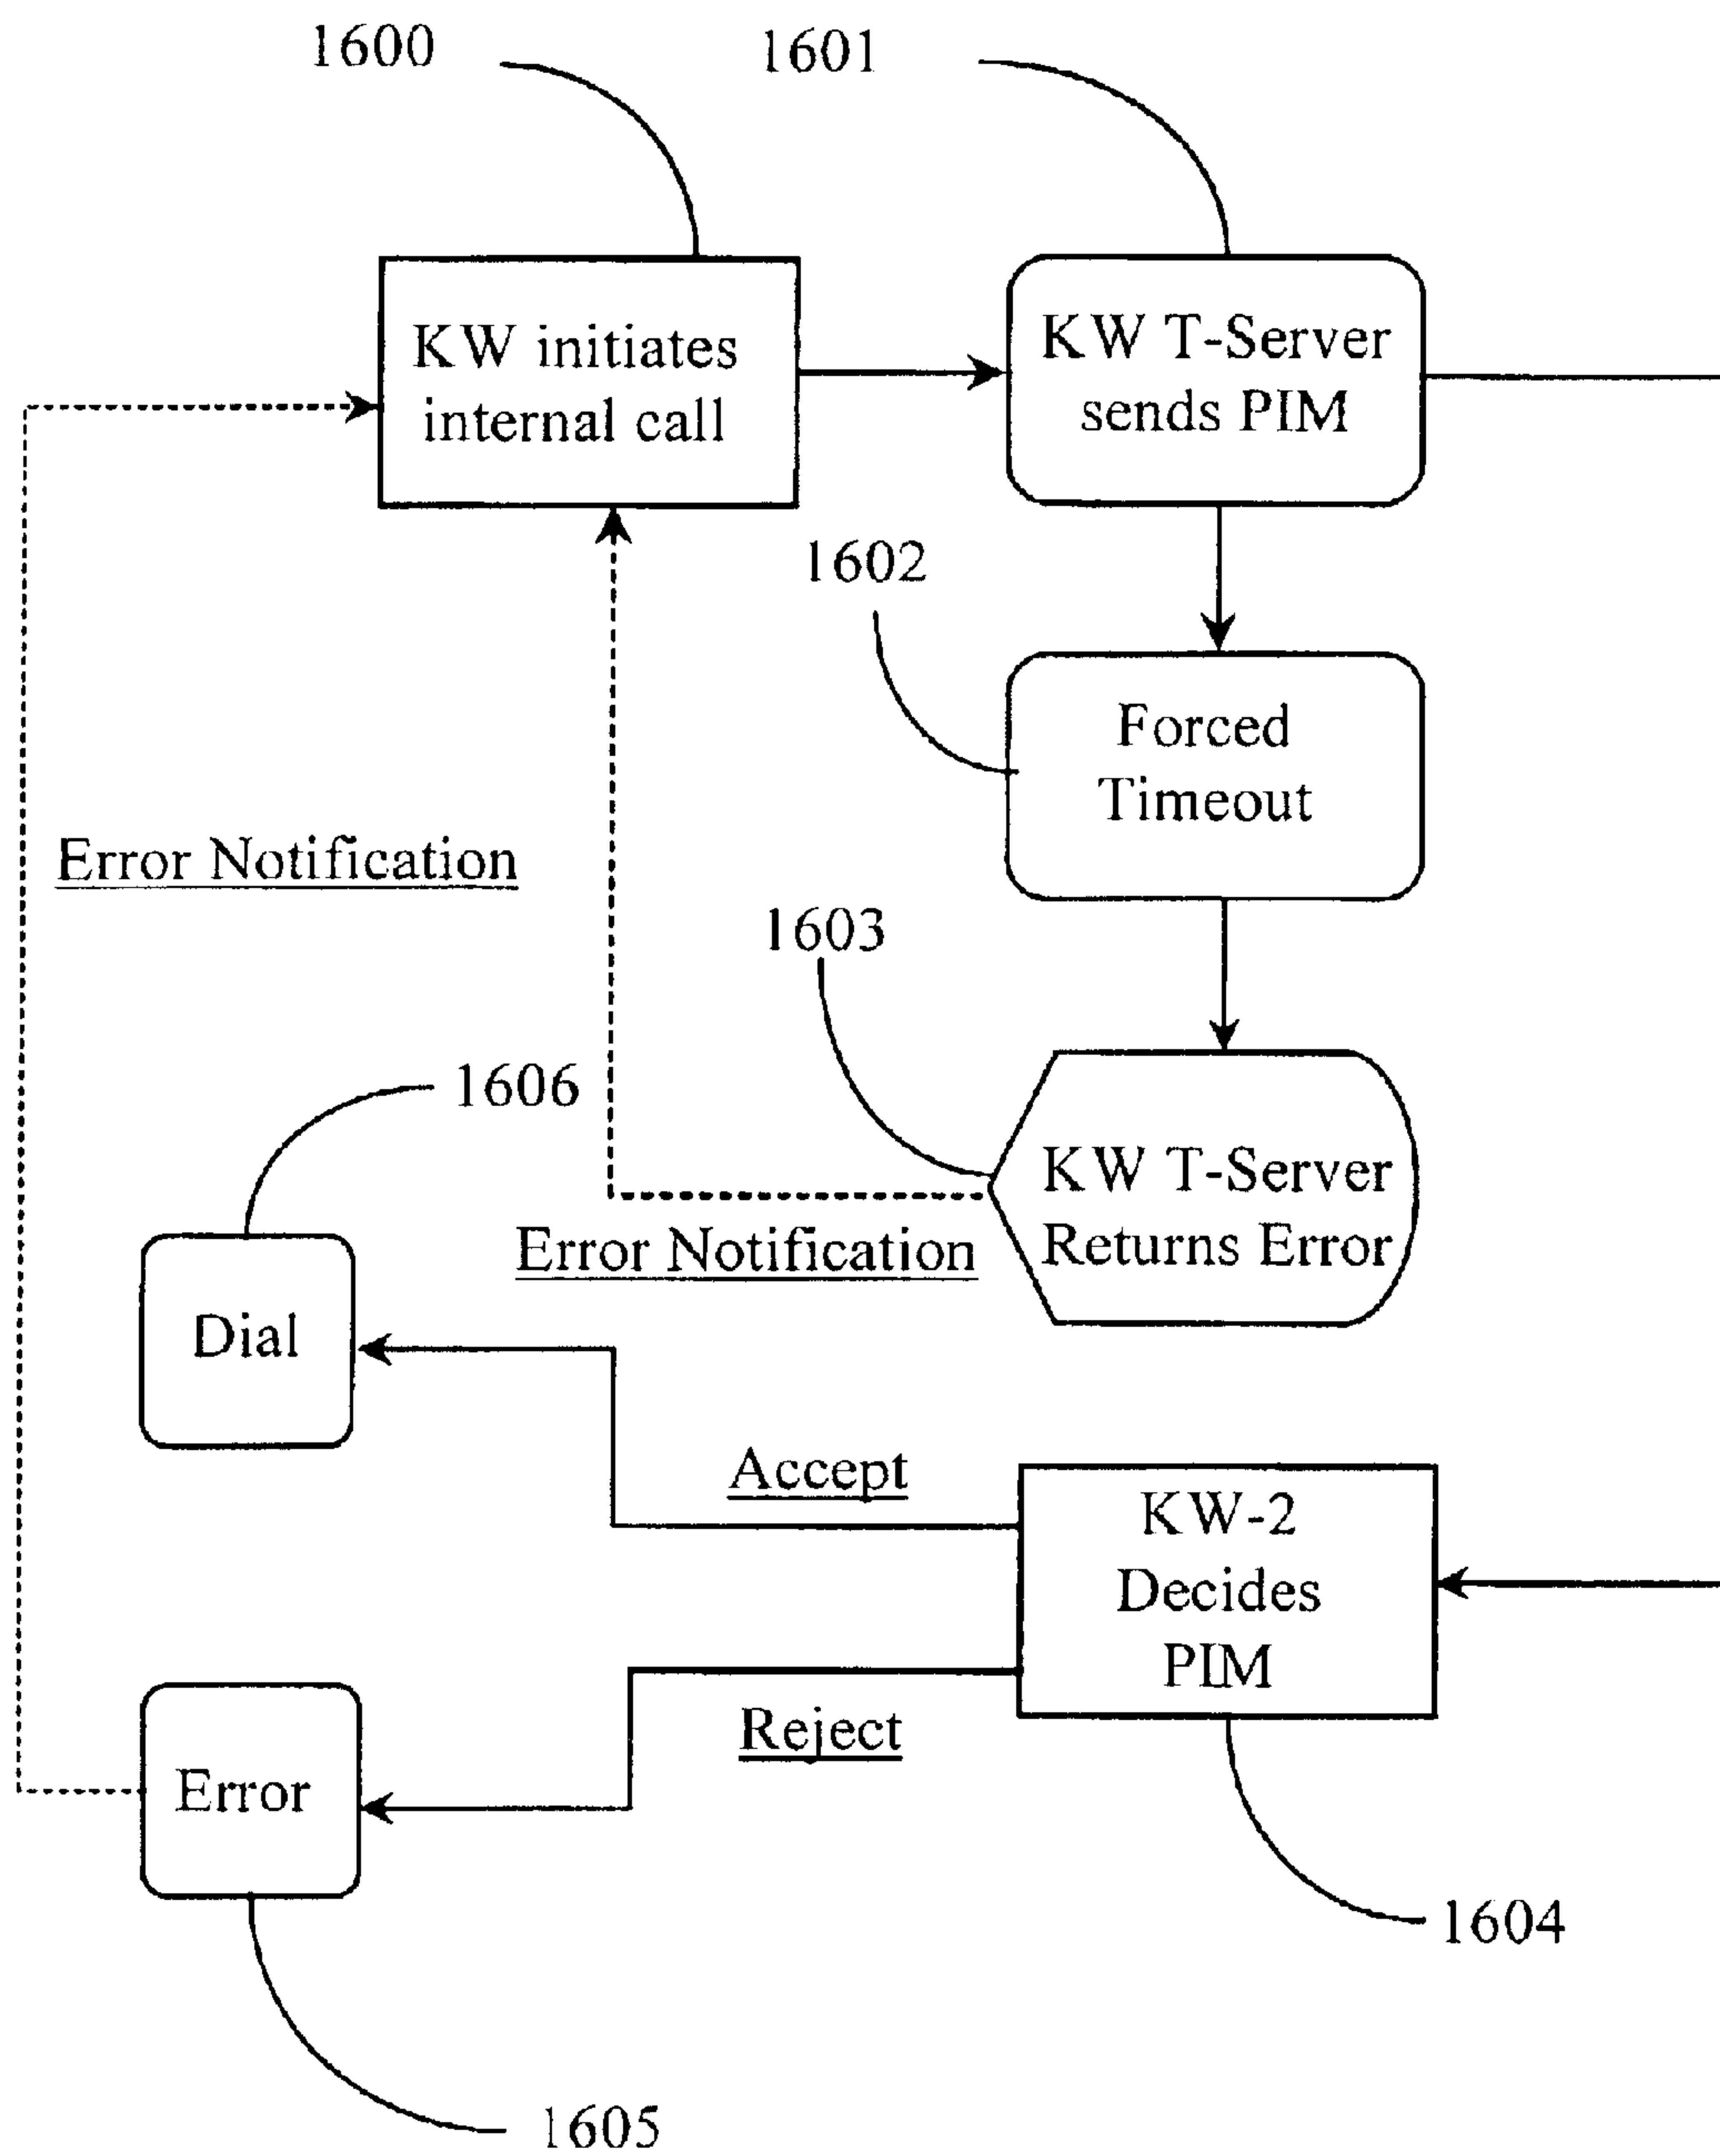 1600
1601
KW initiates
internal call
KW T-Server
sends PIM
1602
Forced
Timeout
Error Notification
1603
1606
KW T-Server
Returns Error
Error Notification
Dial
Accept
KW-2
Decides
PIM
Reject
Error
1604
1605